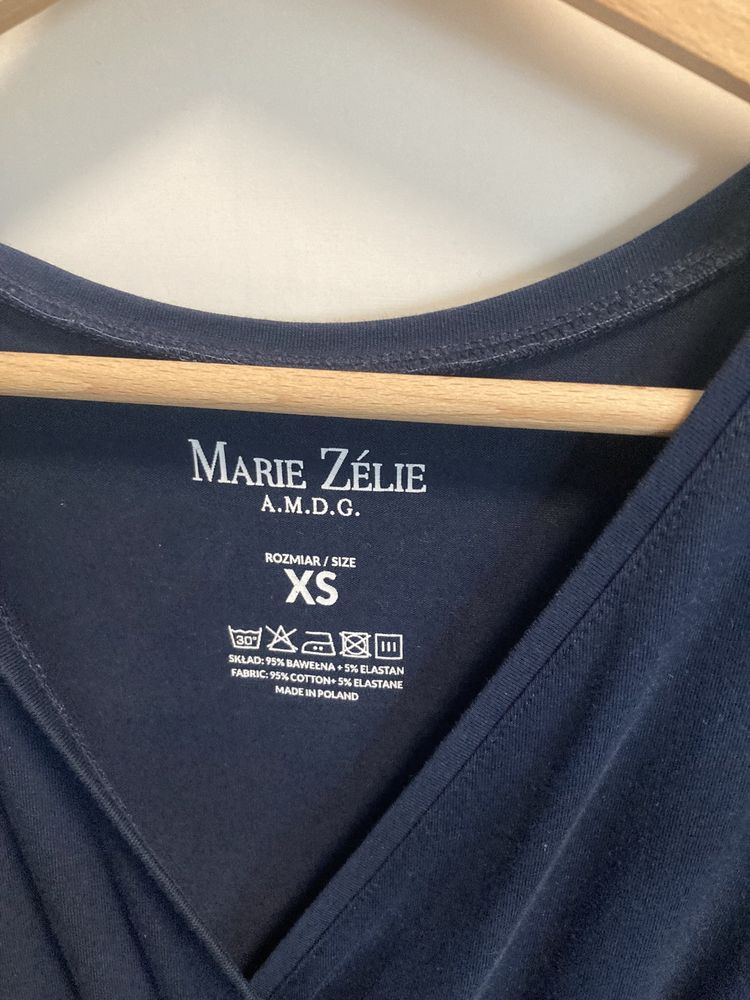 MARIE ZÉLIE
A.M.D.G.
ROZMIAR / SIZE
XS
30°
SKŁAD: 95% BAWEŁNA + 5% ELASTAN
FABRIC: 95% COTTON+ 5% ELASTANE
MADE IN POLAND